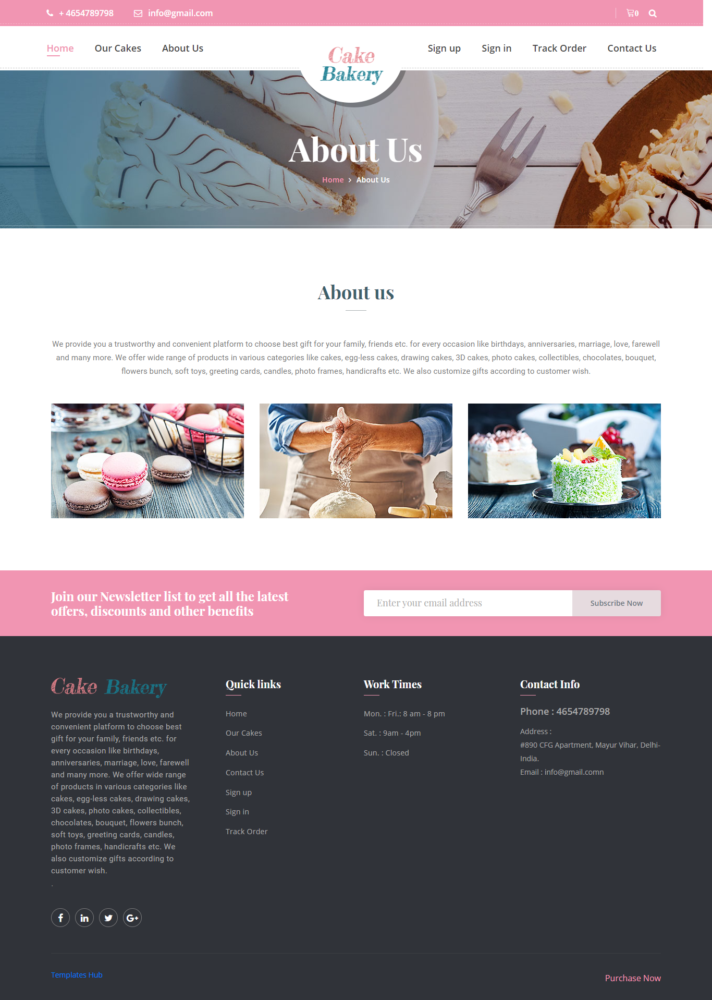 + 4654789798
info@gmail.com
0
Home
Our Cakes
About Us
Cake
Bakery
Sign up
Sign in
Track Order
Contact Us
About Us
Home > About Us
About us
We provide you a trustworthy and convenient platform to choose best gift for your family, friends etc. for every occasion like birthdays, anniversaries, marriage, love, farewell
and many more. We offer wide range of products in various categories like cakes, egg-less cakes, drawing cakes, 3D cakes, photo cakes, collectibles, chocolates, bouquet,
flowers bunch, soft toys, greeting cards, candles, photo frames, handicrafts etc. We also customize gifts according to customer wish.
Join our Newsletter list to get all the latest
offers, discounts and other benefits
Enter your email address
Subscribe Now
Cake Bakery
We provide you a trustworthy and
convenient platform to choose best
gift for your family, friends etc. for
every occasion like birthdays,
anniversaries, marriage, love, farewell
and many more. We offer wide range
of products in various categories like
cakes, egg-less cakes, drawing cakes,
3D cakes, photo cakes, collectibles,
chocolates, bouquet, flowers bunch,
soft toys, greeting cards, candles,
photo frames, handicrafts etc. We
also customize gifts according to
customer wish.
.
Quick links
Home
Our Cakes
About Us
Contact Us
Sign up
Sign in
Track Order
Work Times
Mon. : Fri.: 8 am - 8 pm
Sat. : 9am - 4pm
Sun. : Closed
Contact Info
Phone : 4654789798
Address :
#890 CFG Apartment, Mayur Vihar, Delhi-
India.
Email : info@gmail.comn
Templates Hub
Purchase Now